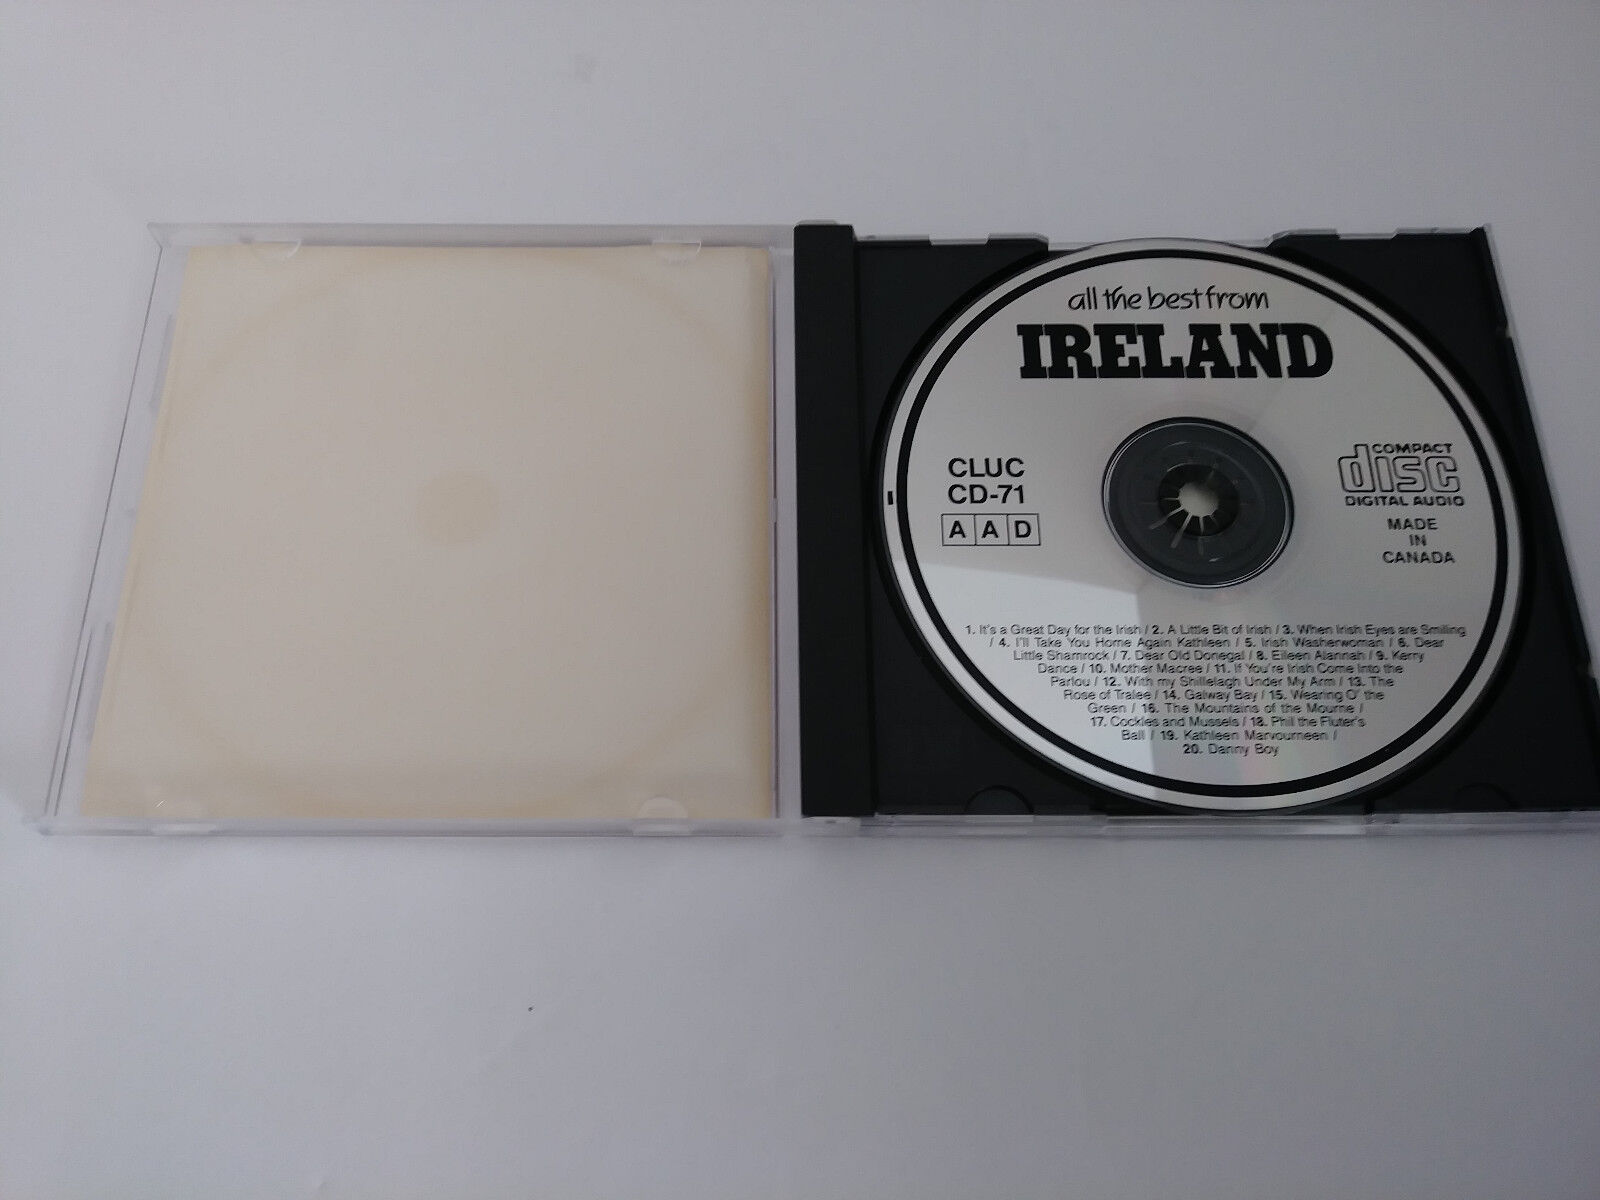 all the best from
IRELAND
CLUC
CD-71
A A D
COMPACT
disc
DIGITAL AUDIO
MADE
IN
CANADA
1. It's a Great Day for the Irish / 2. A Little Bit of Irish / 3. When Irish Eyes are Smiling
/ 4. I'll Take You Home Again Kathleen / 5. Irish Washerwoman / 6. Dear
Little Shamrock / 7. Dear Old Donegal / 8. Eileen Alannah / 9. Kerry
Dance / 10. Mother Macree / 11. If You're Irish Come Into the
Parlou / 12. With my Shillelagh Under My Arm / 13. The
Rose of Tralee / 14. Galway Bay / 15. Wearing O' the
Green / 16. The Mountains of the Mourne /
17. Cockles and Mussels / 18. Phil the Fluter's
Ball / 19. Kathleen Marvourneen /
20. Danny Boy